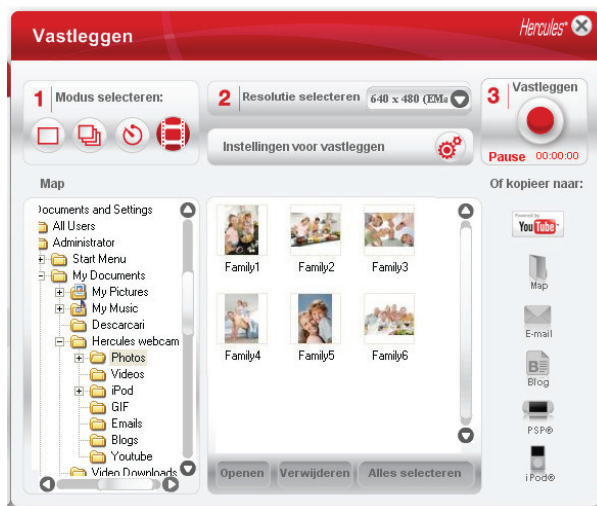 Vastleggen
Hercules®
1 Modus selecteren:
2 Resolutie selecteren 640 x 480 (EMa
Instellingen voor vastleggen
3 Vastleggen
Pause 00:00:00
Map
Documents and Settings
All Users
Administrator
Start Menu
My Documents
My Pictures
My Music
Descarcari
Hercules webcam
Photos
Videos
iPod
GIF
Emails
Blogs
Youtube
Video Downloads
Family1 Family2 Family3
Family4 Family5 Family6
Openen Verwijderen Alles selecteren
Of kopieer naar:
Powered by
YouTube
Map
E-mail
B
Blog
PSP®
iPod®